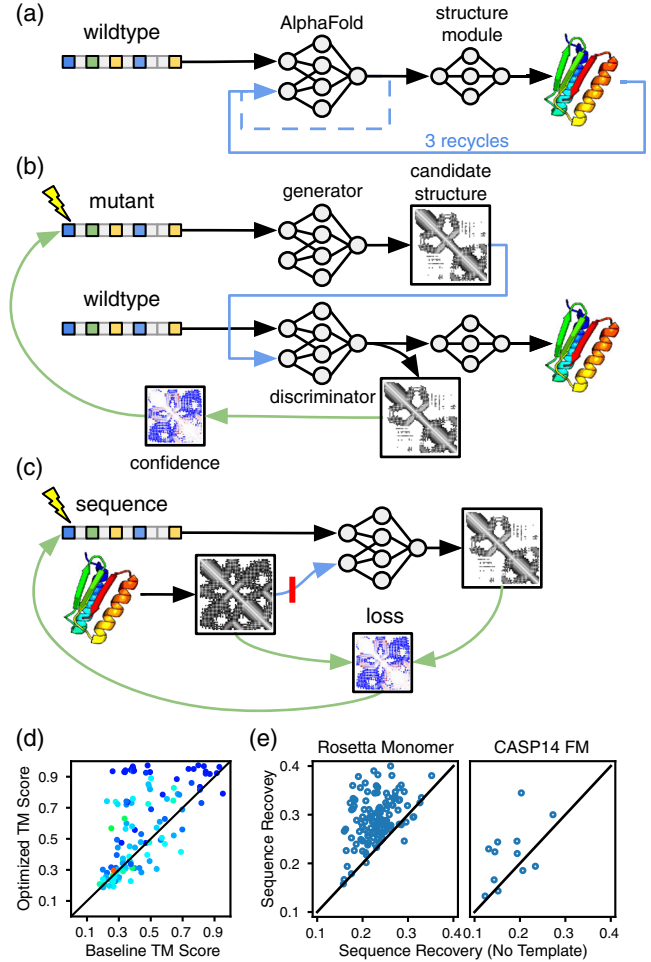 (a)
wildtype
AlphaFold
structure
module
3 recycles
(b)
mutant
generator
candidate
structure
wildtype
discriminator
confidence
(c)
sequence
loss
(d)
Optimized TM Score
0.9
0.7
0.5
0.3
0.1
0.1 0.3 0.5 0.7 0.9
Baseline TM Score
(e)
Rosetta Monomer
CASP14 FM
Sequence Recovey
0.4
0.3
0.2
0.1
0.1 0.2 0.3 0.4
0.1 0.2 0.3 0.4
Sequence Recovery (No Template)